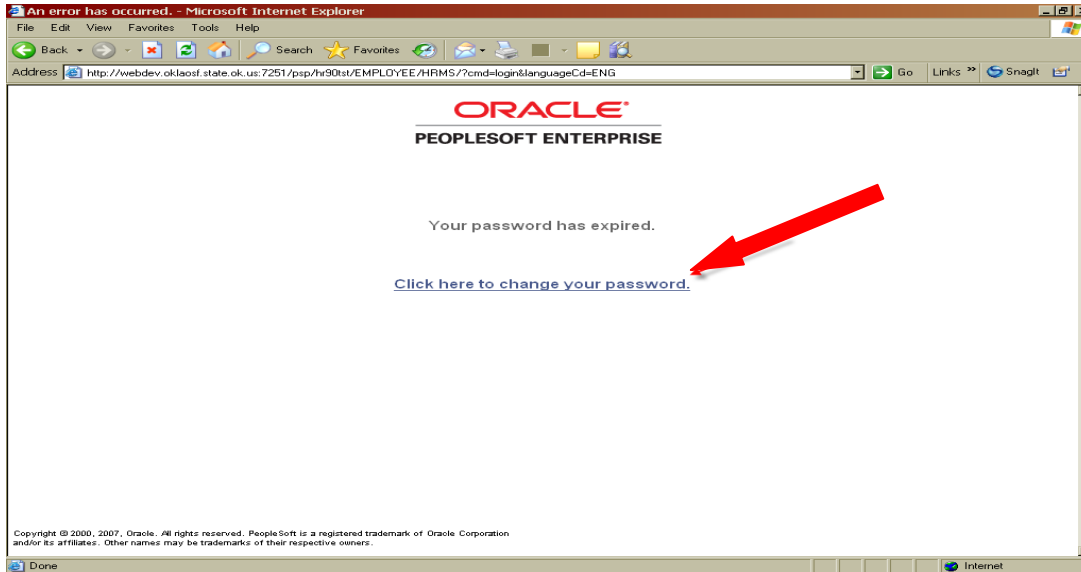 An error has occurred. - Microsoft Internet Explorer
File Edit View Favorites Tools Help
Back Search Favorites
Address http://webdev.oklaosf.state.ok.us:7251/psp/hr90tst/EMPLOYEE/HRMS/?cmd=login&languageCd=ENG Go Links » SnagIt
ORACLE
PEOPLESOFT ENTERPRISE
Your password has expired.
Click here to change your password.
Copyright © 2000, 2007, Oracle. All rights reserved. PeopleSoft is a registered trademark of Oracle Corporation
and/or its affiliates. Other names may be trademarks of their respective owners.
Done Internet